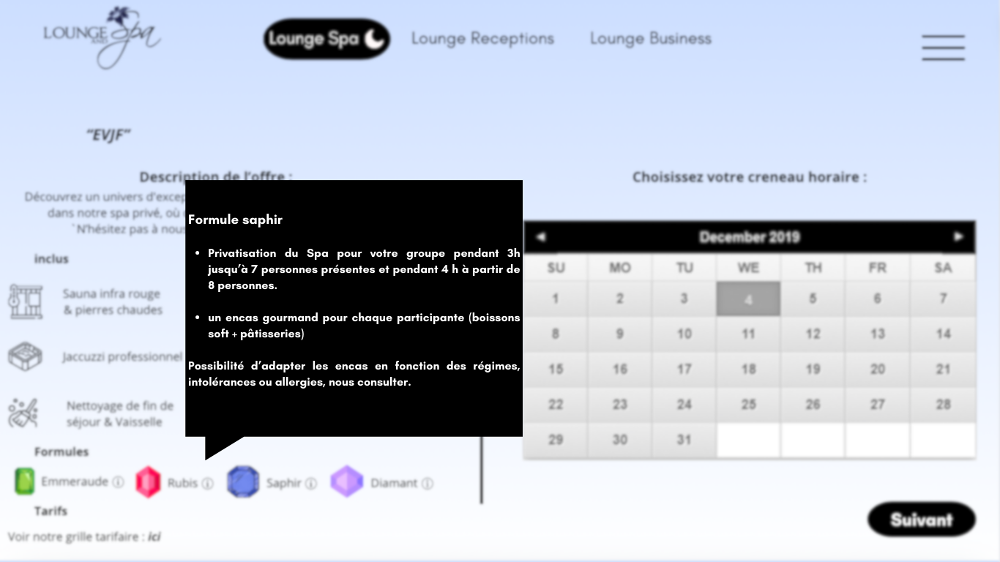 LOUNGE AND Spa
Lounge Spa
Lounge Receptions
Lounge Business
“EVJF”
Description de l’offre :
Découvrez un univers d'excep
dans notre spa privé, où
`N'hésitez pas à nous
inclus
Sauna infra rouge
& pierres chaudes
Jaccuzzi professionnel
Nettoyage de fin de
séjour & Vaisselle
Formule saphir
• Privatisation du Spa pour votre groupe pendant 3h
jusqu’à 7 personnes présentes et pendant 4 h à partir de
8 personnes.
• un encas gourmand pour chaque participante (boissons
soft + pâtisseries)
Possibilité d’adapter les encas en fonction des régimes,
intolérances ou allergies, nous consulter.
Formules
Emmeraude ⓘ Rubis ⓘ Saphir ⓘ Diamant ⓘ
Tarifs
Voir notre grille tarifaire : ici
Choisissez votre creneau horaire :
December 2019
SU MO TU WE TH FR SA
1 2 3 4 5 6 7
8 9 10 11 12 13 14
15 16 17 18 19 20 21
22 23 24 25 26 27 28
29 30 31
Suivant